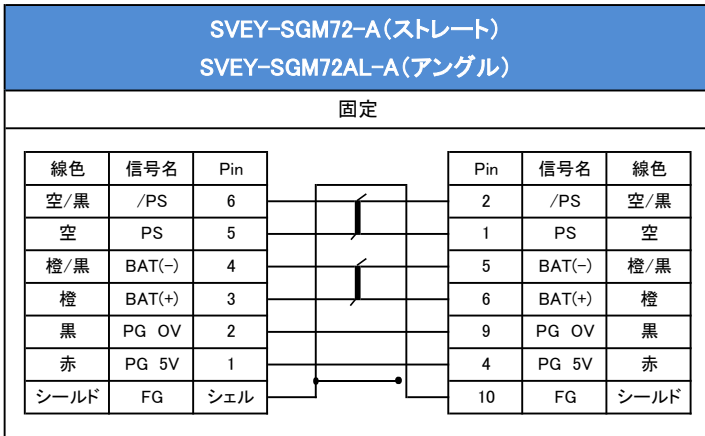 SVEY-SGM72-A(ストレート)
SVEY-SGM72AL-A(アングル)
固定
線色 信号名 Pin Pin 信号名 線色
空/黒 /PS 6 2 /PS 空/黒
空 PS 5 1 PS 空
橙/黒 BAT(-) 4 5 BAT(-) 橙/黒
橙 BAT(+) 3 6 BAT(+) 橙
黒 PG 0V 2 9 PG 0V 黒
赤 PG 5V 1 4 PG 5V 赤
シールド FG シェル 10 FG シールド